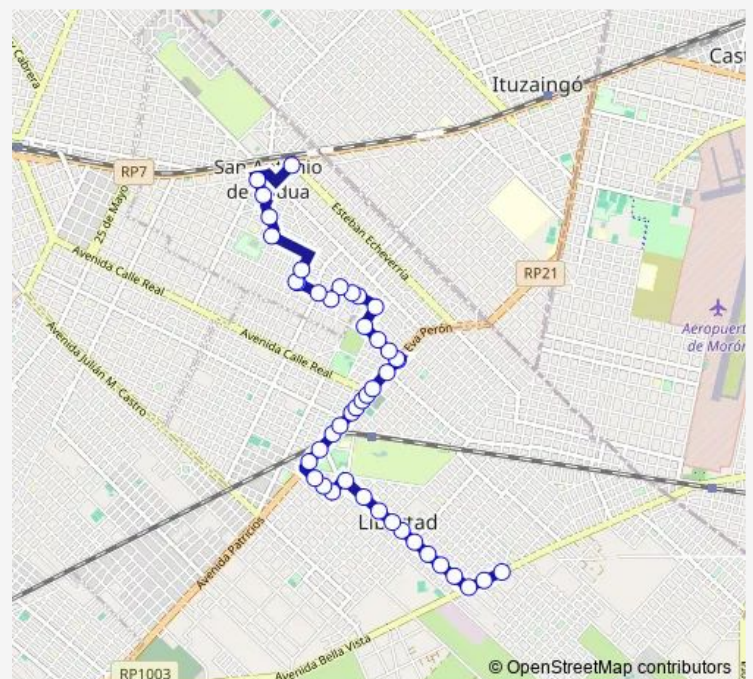 y Cabrera
Ituzaingó
Cast
RP7
San Antonio
de Padua
25 de Mayo
Esteban Echeverría
Avenida Calle Real
RP21
Aeropuert
de Morón
Eva Perón
Avenida Calle Real
Avenida Julián M. Castro
Libertad
Avenida Patricios
Avenida Bella Vista
RP1003
© OpenStreetMap contributors